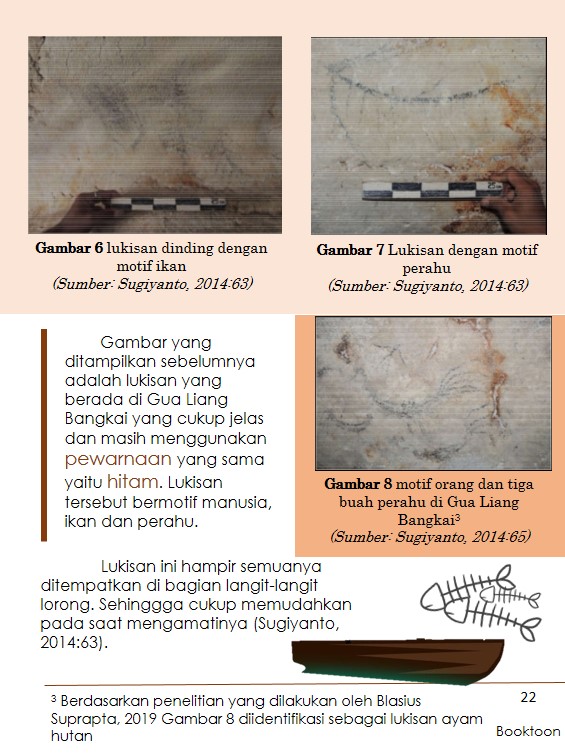 Gambar 6 lukisan dinding dengan
motif ikan
(Sumber: Sugiyanto, 2014:63)
Gambar 7 Lukisan dengan motif
perahu
(Sumber: Sugiyanto, 2014:63)
Gambar yang
ditampilkan sebelumnya
adalah lukisan yang
berada di Gua Liang
Bangkai yang cukup jelas
dan masih menggunakan
pewarnaan yang sama
yaitu hitam. Lukisan
tersebut bermotif manusia,
ikan dan perahu.
Gambar 8 motif orang dan tiga
buah perahu di Gua Liang
Bangkai³
(Sumber: Sugiyanto, 2014:65)
Lukisan ini hampir semuanya
ditempatkan di bagian langit-langit
lorong. Sehinggga cukup memudahkan
pada saat mengamatinya (Sugiyanto,
2014:63).
³ Berdasarkan penelitian yang dilakukan oleh Blasius
Suprapta, 2019 Gambar 8 diidentifikasi sebagai lukisan ayam
hutan
22
Booktoon